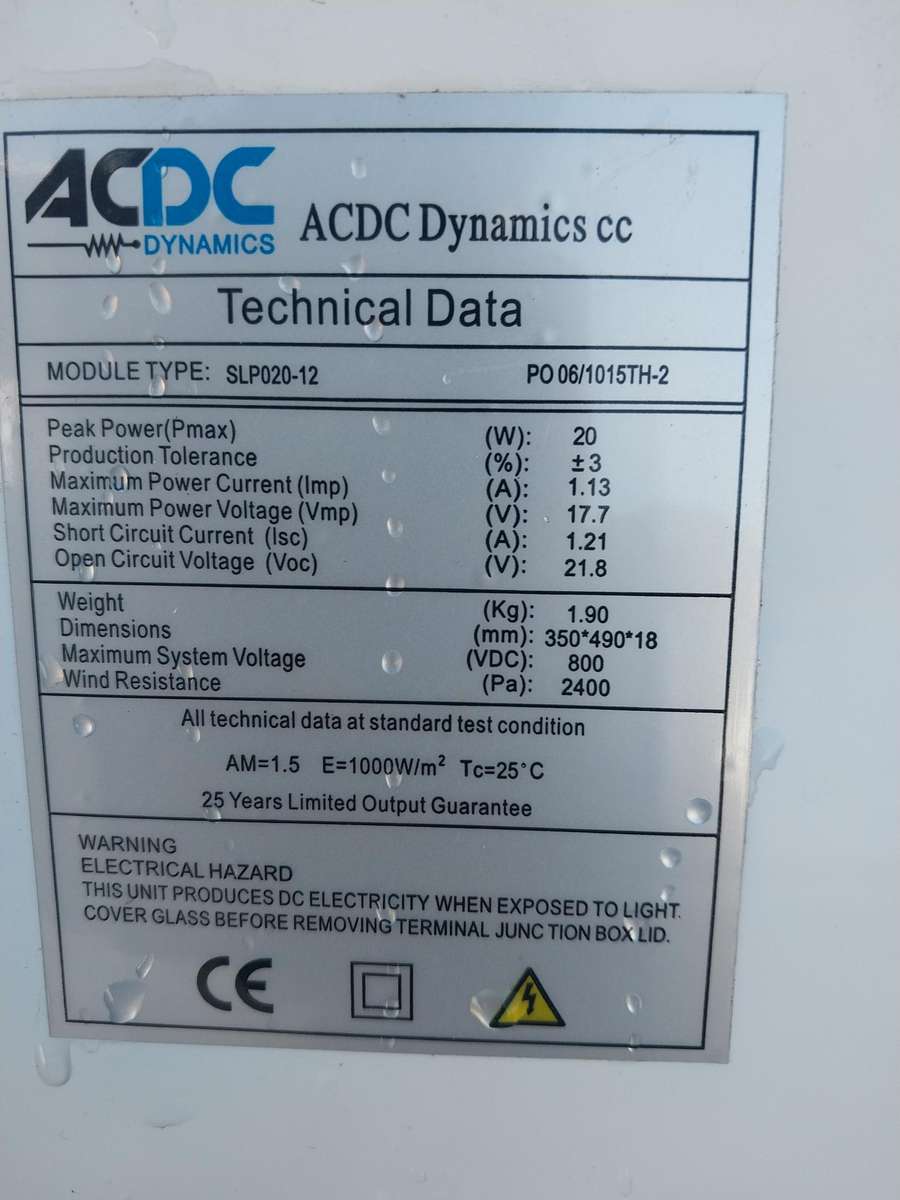 ACDC
DYNAMICS
ACDC Dynamics cc
Technical Data
MODULE TYPE: SLP020-12 PO 06/1015TH-2
Peak Power(Pmax) (W): 20
Production Tolerance (%): ±3
Maximum Power Current (Imp) (A): 1.13
Maximum Power Voltage (Vmp) (V): 17.7
Short Circuit Current (Isc) (A): 1.21
Open Circuit Voltage (Voc) (V): 21.8
Weight (Kg): 1.90
Dimensions (mm): 350*490*18
Maximum System Voltage (VDC): 800
Wind Resistance (Pa): 2400
All technical data at standard test condition
AM=1.5 E=1000W/m² Tc=25°C
25 Years Limited Output Guarantee
WARNING
ELECTRICAL HAZARD
THIS UNIT PRODUCES DC ELECTRICITY WHEN EXPOSED TO LIGHT.
COVER GLASS BEFORE REMOVING TERMINAL JUNCTION BOX LID.
CE